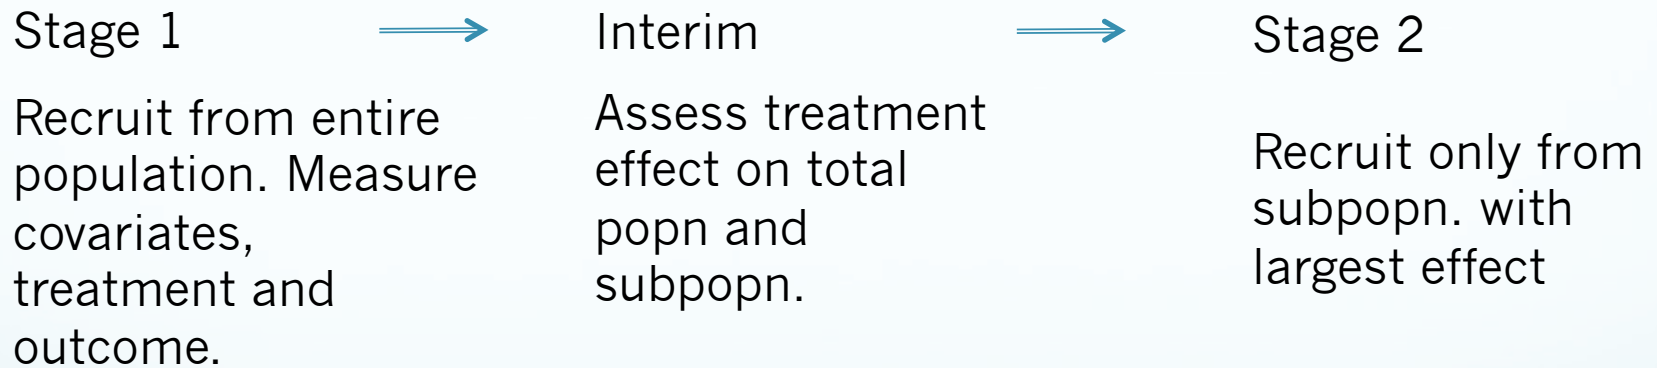 Stage 1
Recruit from entire
population. Measure
covariates,
treatment and
outcome.
Interim
Assess treatment
effect on total
popn and
subpopn.
Stage 2
Recruit only from
subpopn. with
largest effect